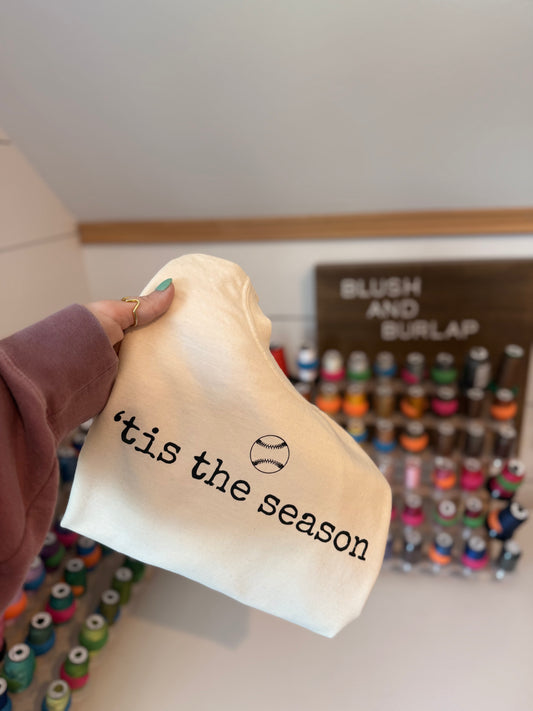 BLUSH
AND
BURLAP
‘tis the season